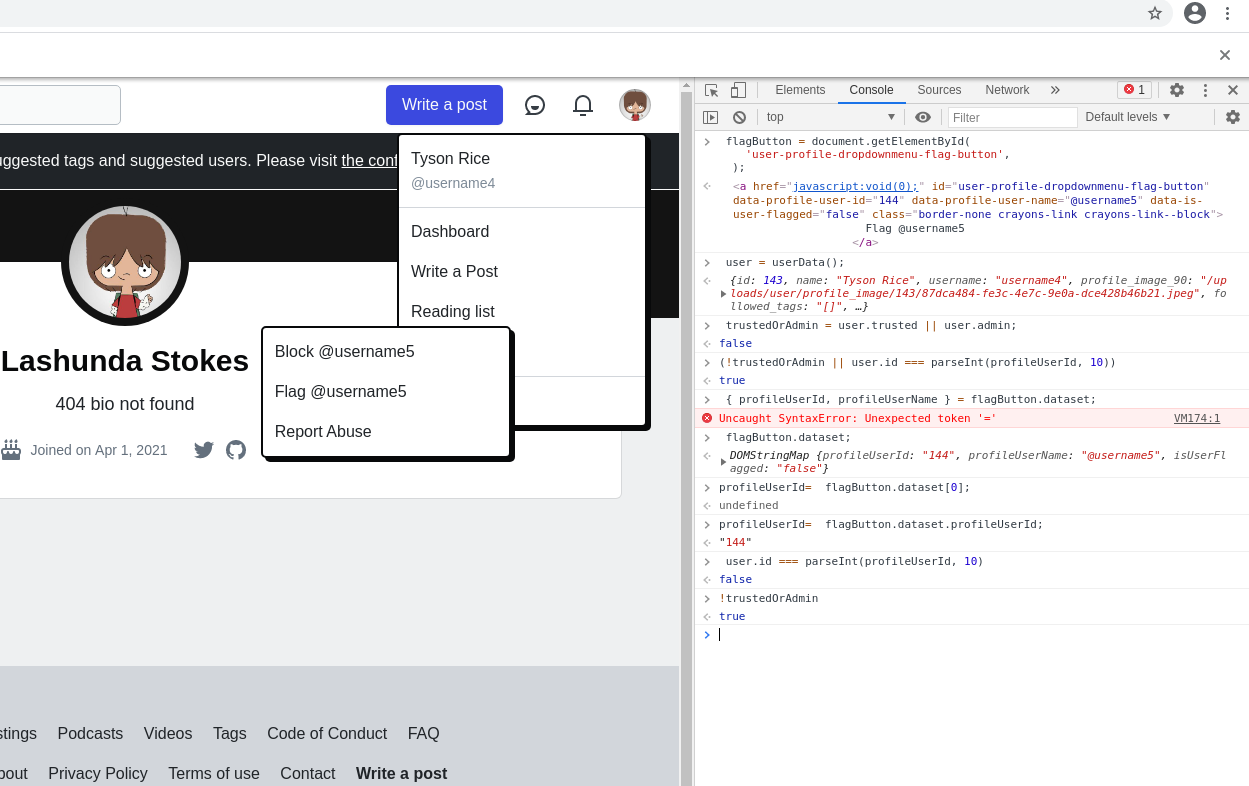 Write a post
uggested tags and suggested users. Please visit the conf
Tyson Rice
@username4
Dashboard
Write a Post
Reading list
Lashunda Stokes
404 bio not found
Joined on Apr 1, 2021
Block @username5
Flag @username5
Report Abuse
stings Podcasts Videos Tags Code of Conduct FAQ
bout Privacy Policy Terms of use Contact Write a post
Elements Console Sources Network » 1
top Filter Default levels
flagButton = document.getElementById(
'user-profile-dropdownmenu-flag-button',
);
<a href="javascript:void(0);" id="user-profile-dropdownmenu-flag-button"
data-profile-user-id="144" data-profile-user-name="@username5" data-is-
user-flagged="false" class="border-none crayons-link crayons-link--block">
Flag @username5
</a>
user = userData();
{id: 143, name: "Tyson Rice", username: "username4", profile_image_90: "/up
loads/user/profile_image/143/87dca484-fe3c-4e7c-9e0a-dce428b46b21.jpeg", fo
llowed_tags: "[]", …}
trustedOrAdmin = user.trusted || user.admin;
false
(!trustedOrAdmin || user.id === parseInt(profileUserId, 10))
true
{ profileUserId, profileUserName } = flagButton.dataset;
Uncaught SyntaxError: Unexpected token '=' VM174:1
flagButton.dataset;
DOMStringMap {profileUserId: "144", profileUserName: "@username5", isUserFl
agged: "false"}
profileUserId=  flagButton.dataset[0];
undefined
profileUserId=  flagButton.dataset.profileUserId;
"144"
user.id === parseInt(profileUserId, 10)
false
!trustedOrAdmin
true